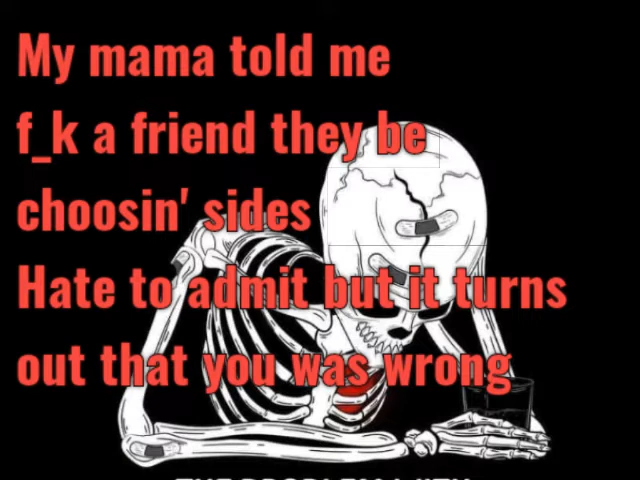 My mama told me
f_k a friend they be
choosin' sides
Hate to admit but it turns
out that you was wrong